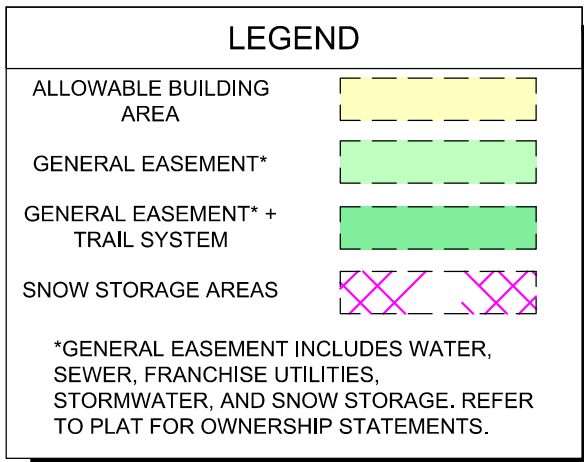 LEGEND
ALLOWABLE BUILDING
AREA
GENERAL EASEMENT*
GENERAL EASEMENT* +
TRAIL SYSTEM
SNOW STORAGE AREAS
*GENERAL EASEMENT INCLUDES WATER,
SEWER, FRANCHISE UTILITIES,
STORMWATER, AND SNOW STORAGE. REFER
TO PLAT FOR OWNERSHIP STATEMENTS.